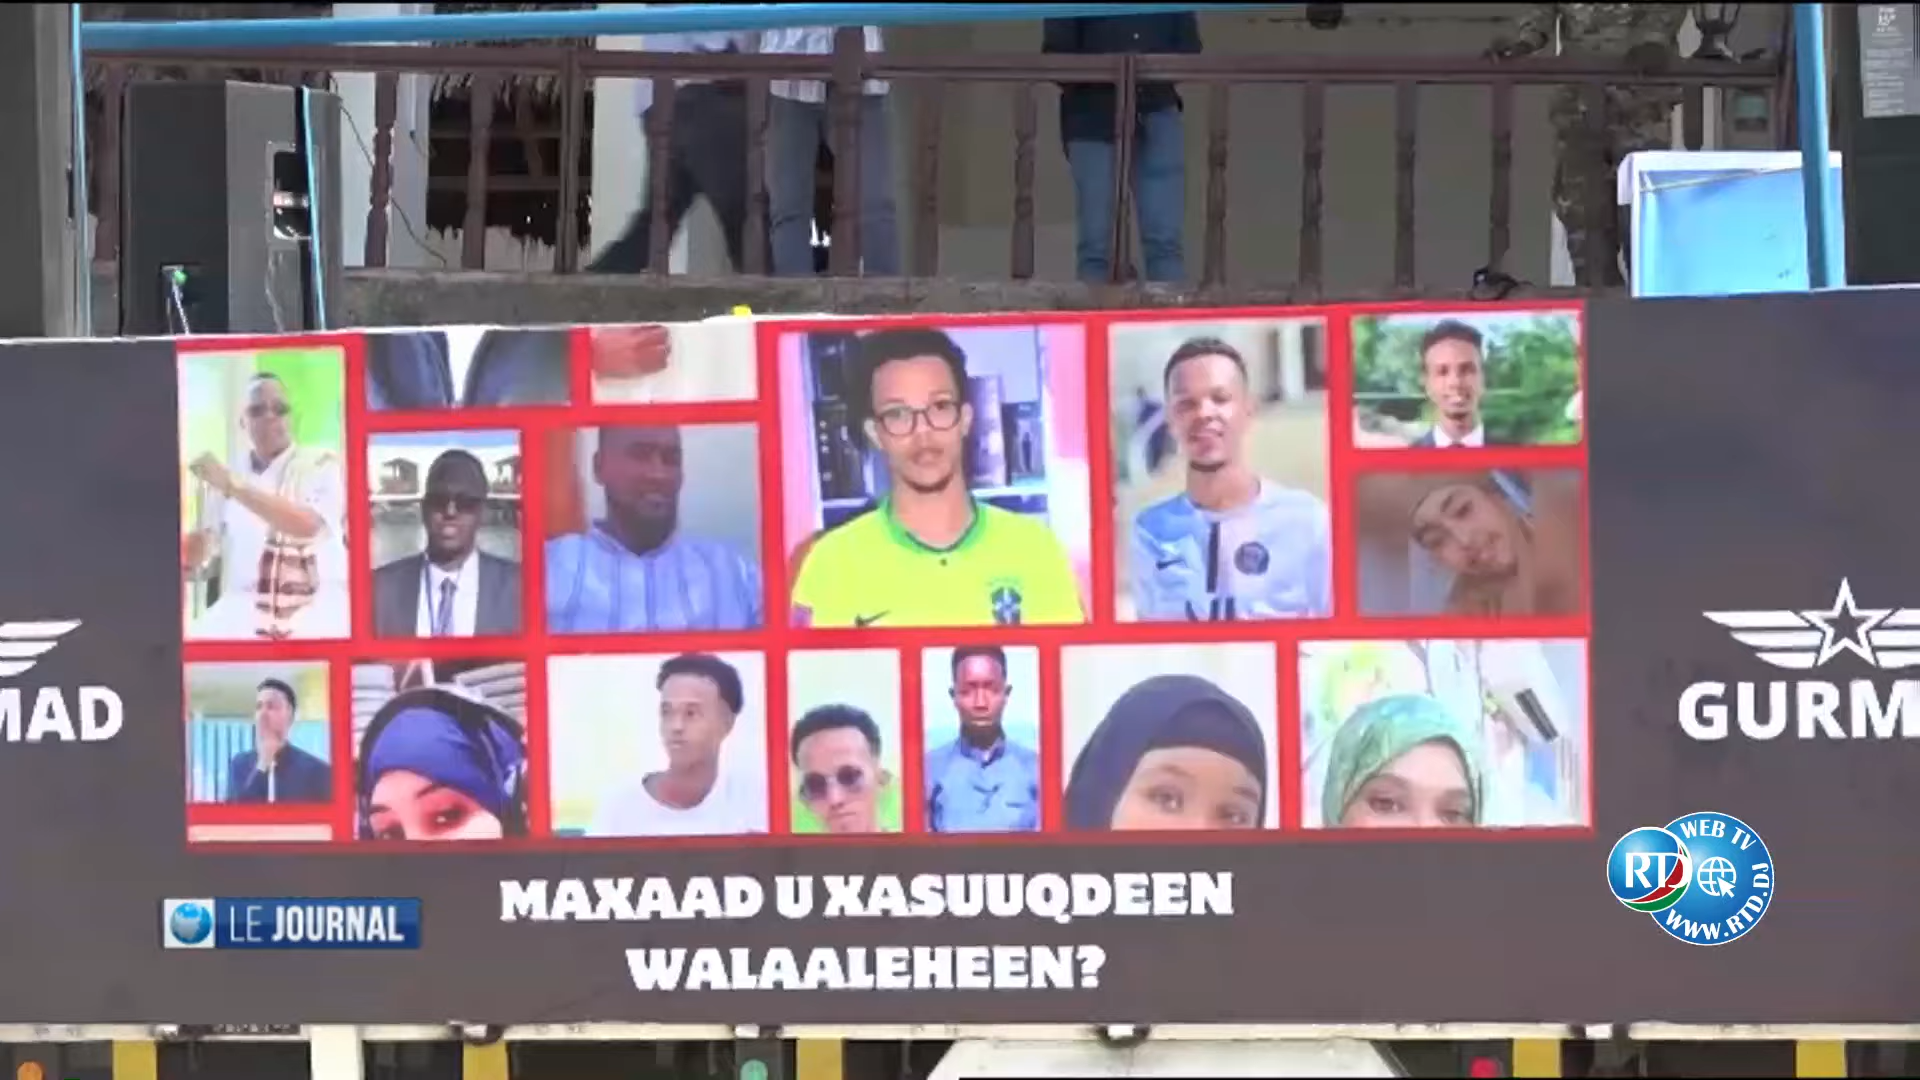 MAD
GURM
WEB TV
RTD
WWW.RTD.DJ
LE JOURNAL
MAXAAD U XASUUQDEEN
WALAALEHEEN?